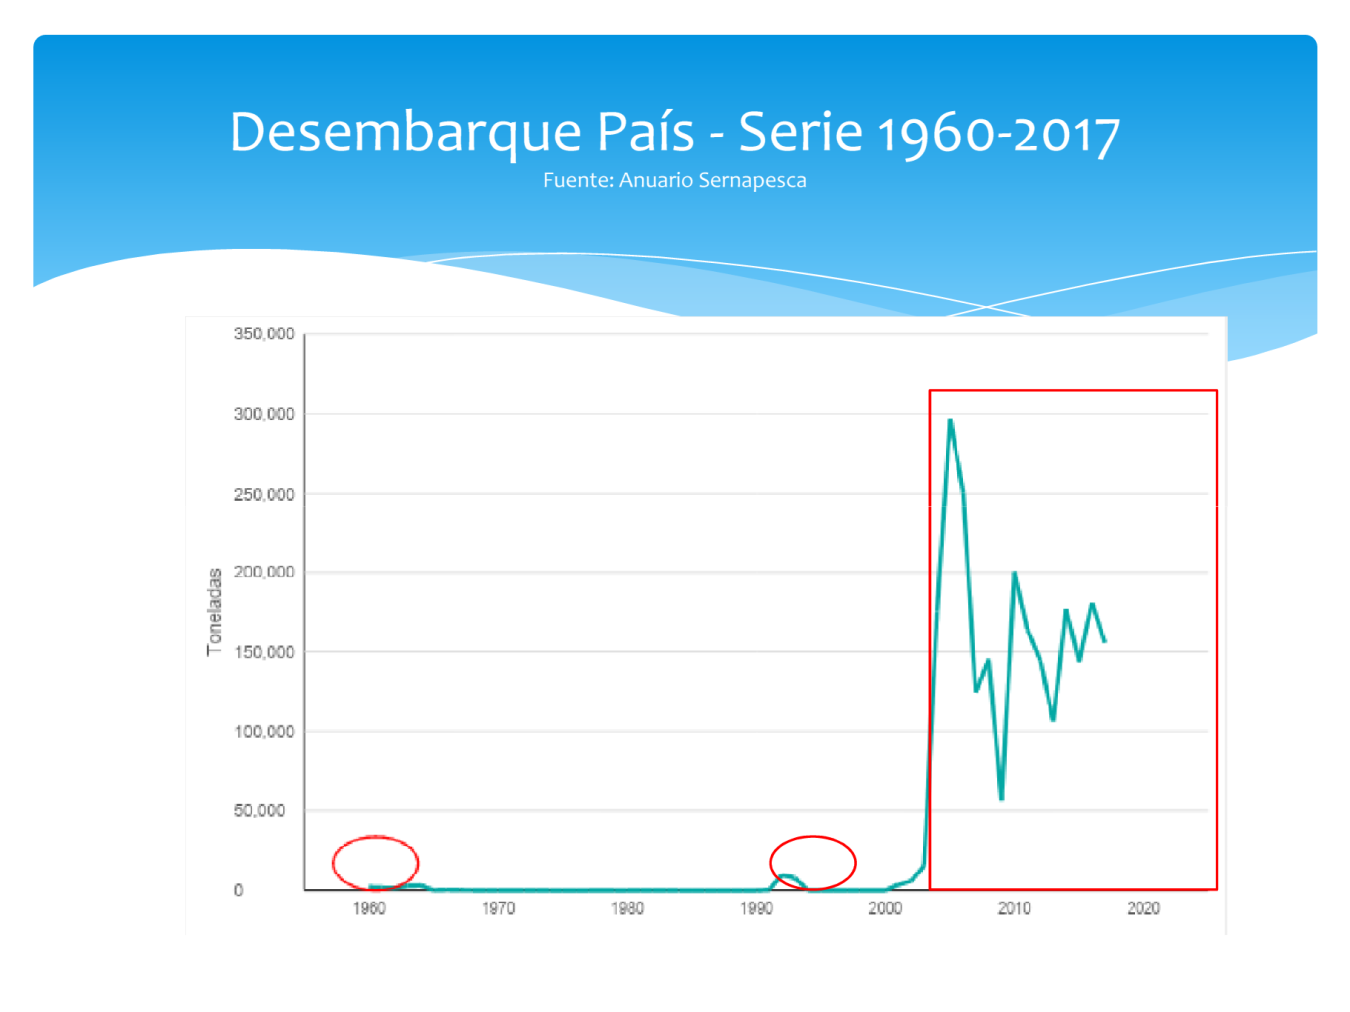 Desembarque País - Serie 1960-2017
Fuente: Anuario Sernapesca
350,000
300,000
250,000
200,000
150,000
100,000
50,000
0
Toneladas
1960 1970 1980 1990 2000 2010 2020